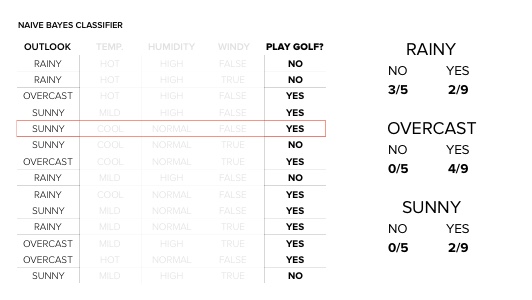 NAIVE BAYES CLASSIFIER
OUTLOOK TEMP. HUMIDITY WINDY PLAY GOLF?
RAINY HOT HIGH FALSE NO
RAINY HOT HIGH TRUE NO
OVERCAST HOT HIGH FALSE YES
SUNNY MILD HIGH FALSE YES
SUNNY COOL NORMAL FALSE YES
SUNNY COOL NORMAL TRUE NO
OVERCAST COOL NORMAL TRUE YES
RAINY MILD HIGH FALSE NO
RAINY COOL NORMAL FALSE YES
SUNNY MILD NORMAL FALSE YES
RAINY MILD NORMAL TRUE YES
OVERCAST MILD HIGH TRUE YES
OVERCAST HOT NORMAL FALSE YES
SUNNY MILD HIGH TRUE NO
RAINY
NO YES
3/5 2/9
OVERCAST
NO YES
0/5 4/9
SUNNY
NO YES
0/5 2/9